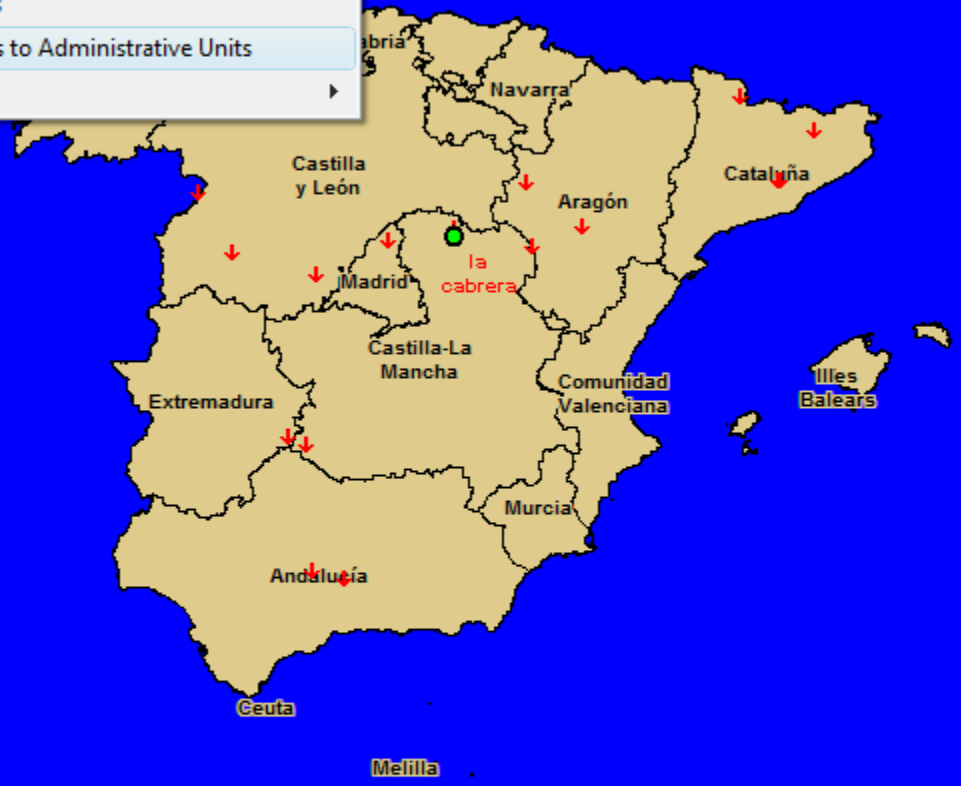 s to Administrative Units
abria
Navarra
Castilla
y León
Cataluña
Aragón
la
cabrera
Madrid
Castilla-La
Mancha
Illes
Balears
Comunidad
Valenciana
Extremadura
Murcia
Andalucía
Ceuta
Melilla